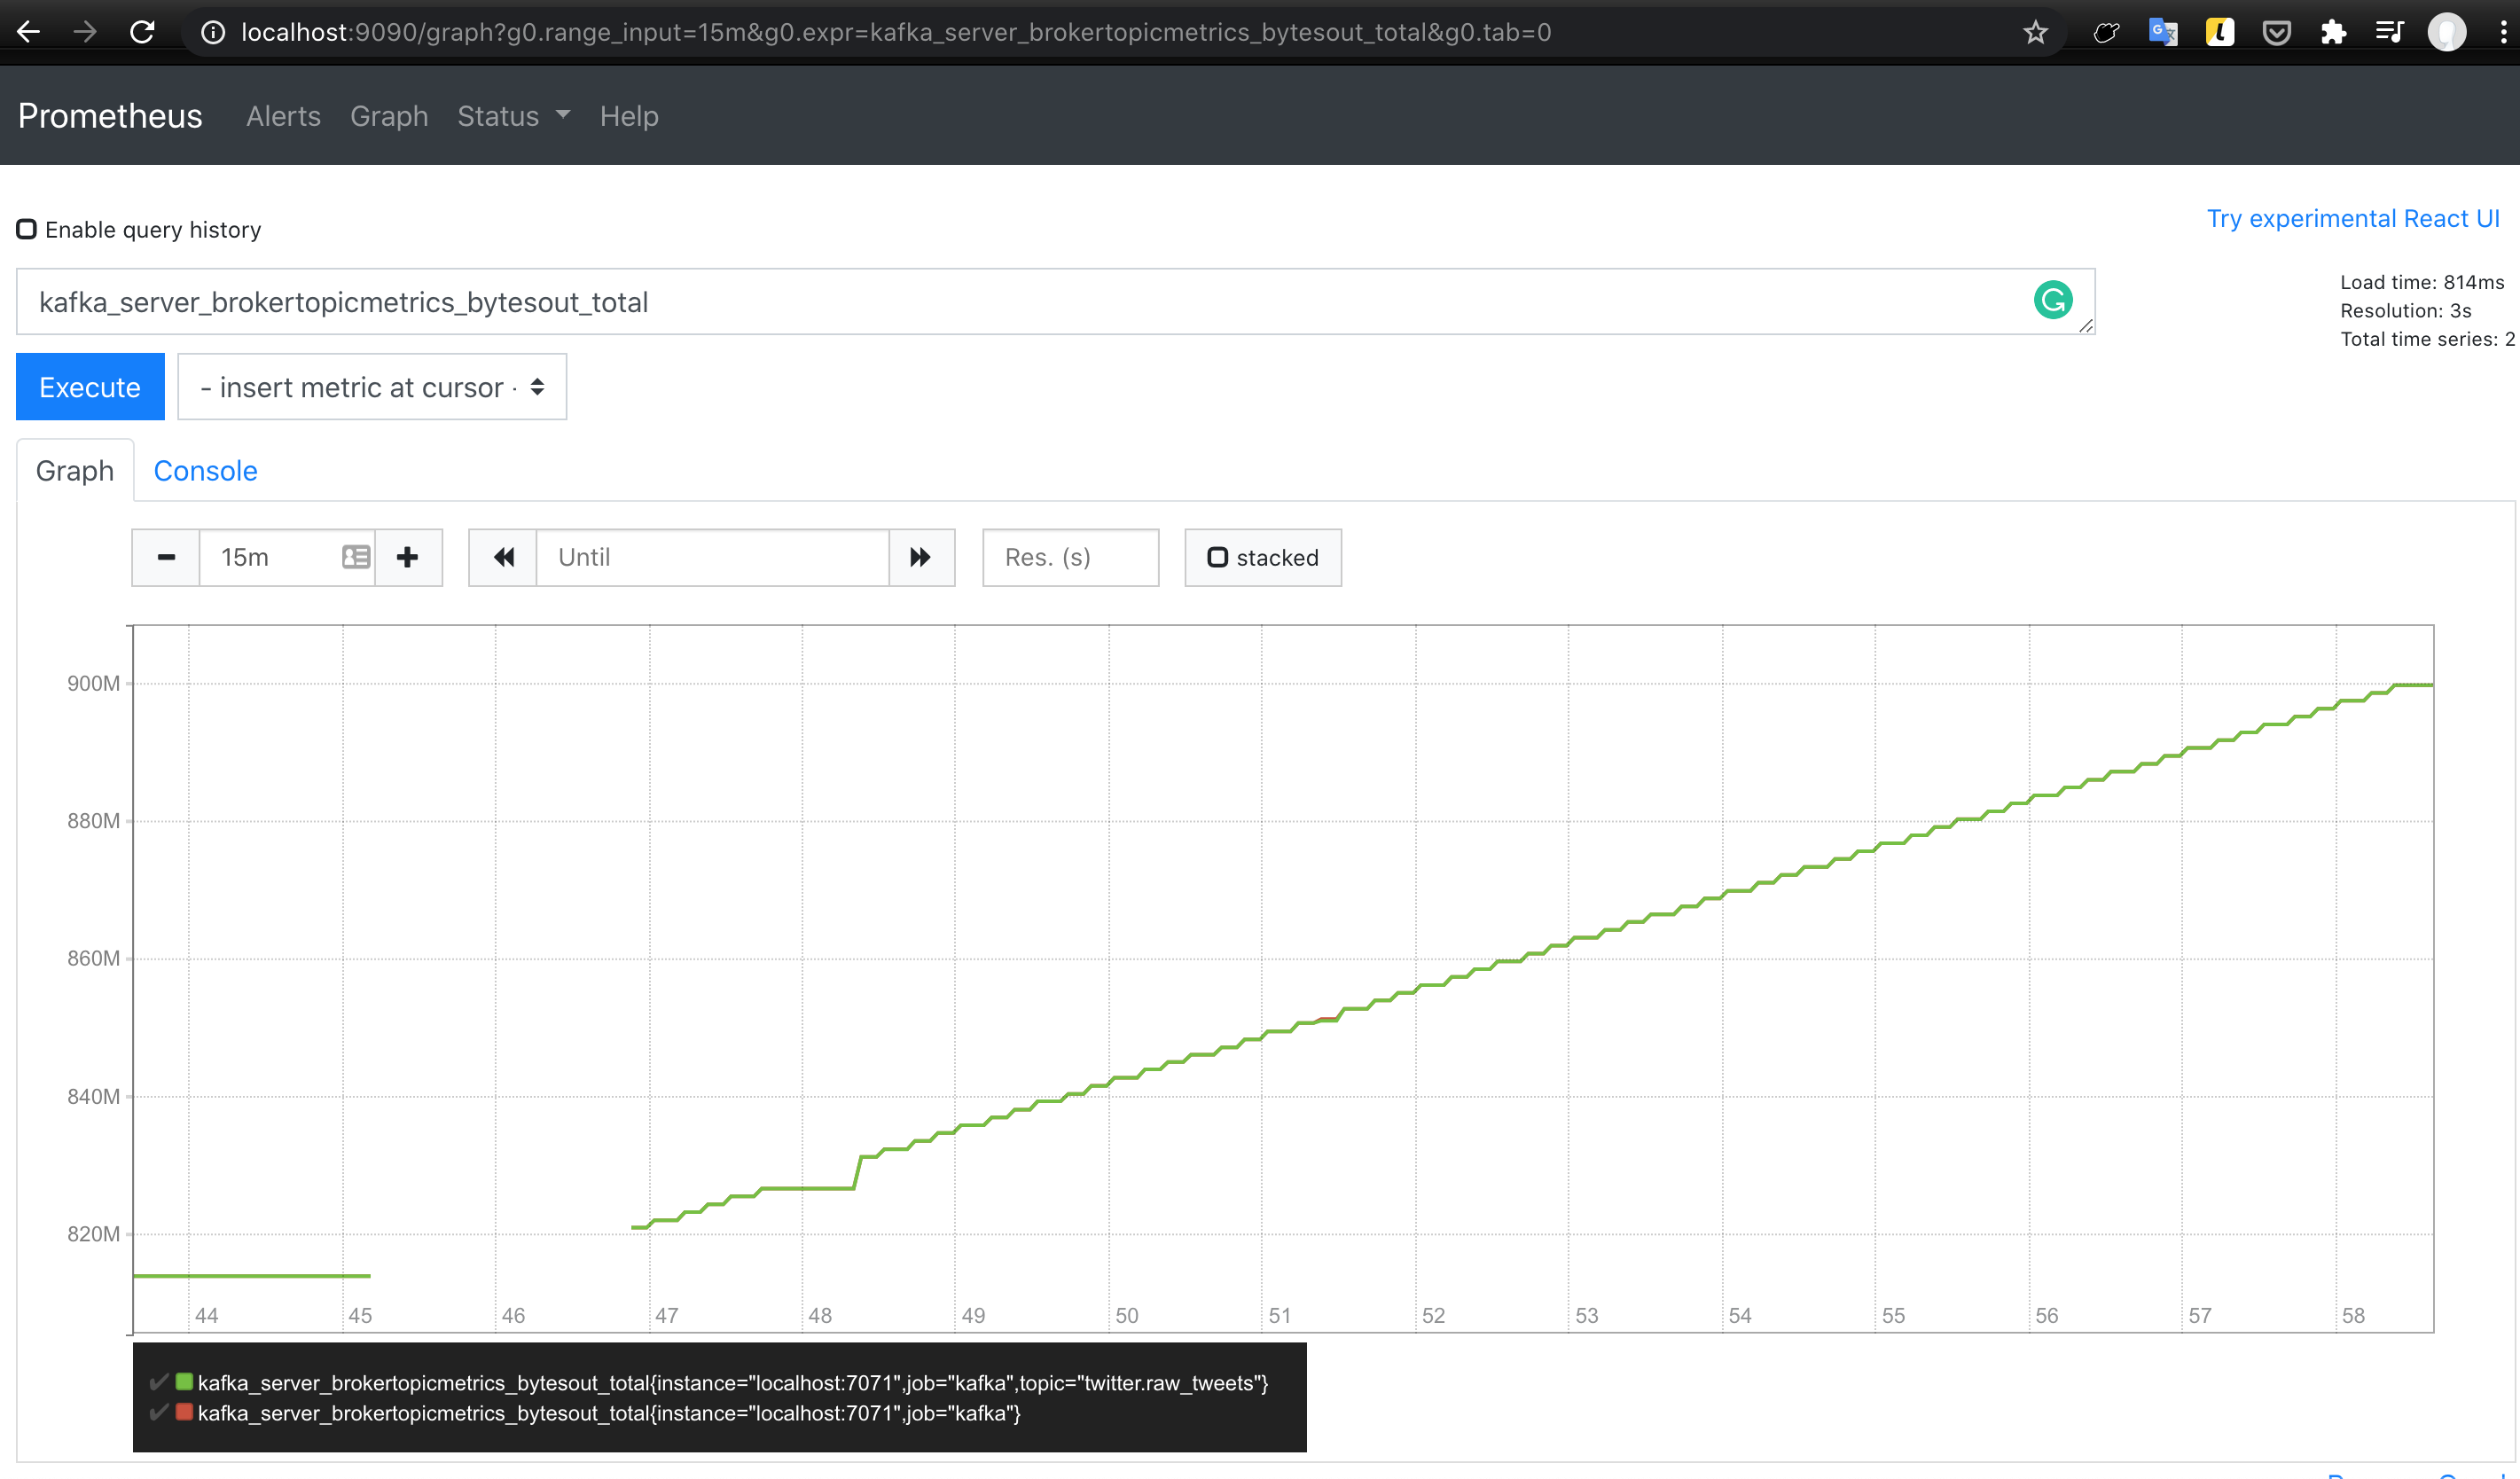 localhost:9090/graph?g0.range_input=15m&g0.expr=kafka_server_brokertopicmetrics_bytesout_total&g0.tab=0
Prometheus Alerts Graph Status Help
Enable query history
Try experimental React UI
kafka_server_brokertopicmetrics_bytesout_total
Load time: 814ms
Resolution: 3s
Total time series: 2
Execute - insert metric at cursor -
Graph Console
15m Until Res. (s) stacked
900M
880M
860M
840M
820M
44 45 46 47 48 49 50 51 52 53 54 55 56 57 58
kafka_server_brokertopicmetrics_bytesout_total{instance="localhost:7071",job="kafka",topic="twitter.raw_tweets"}
kafka_server_brokertopicmetrics_bytesout_total{instance="localhost:7071",job="kafka"}